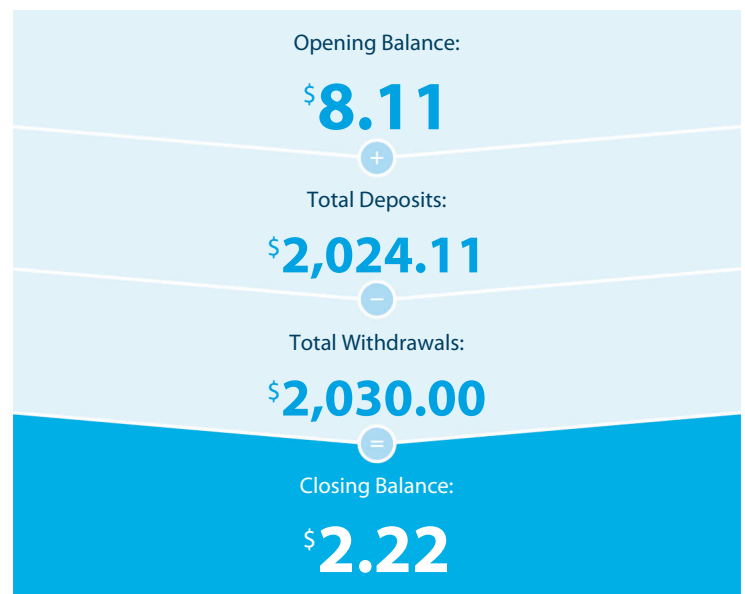 Opening Balance:
$8.11
+
Total Deposits:
$2,024.11
−
Total Withdrawals:
$2,030.00
=
Closing Balance:
$2.22